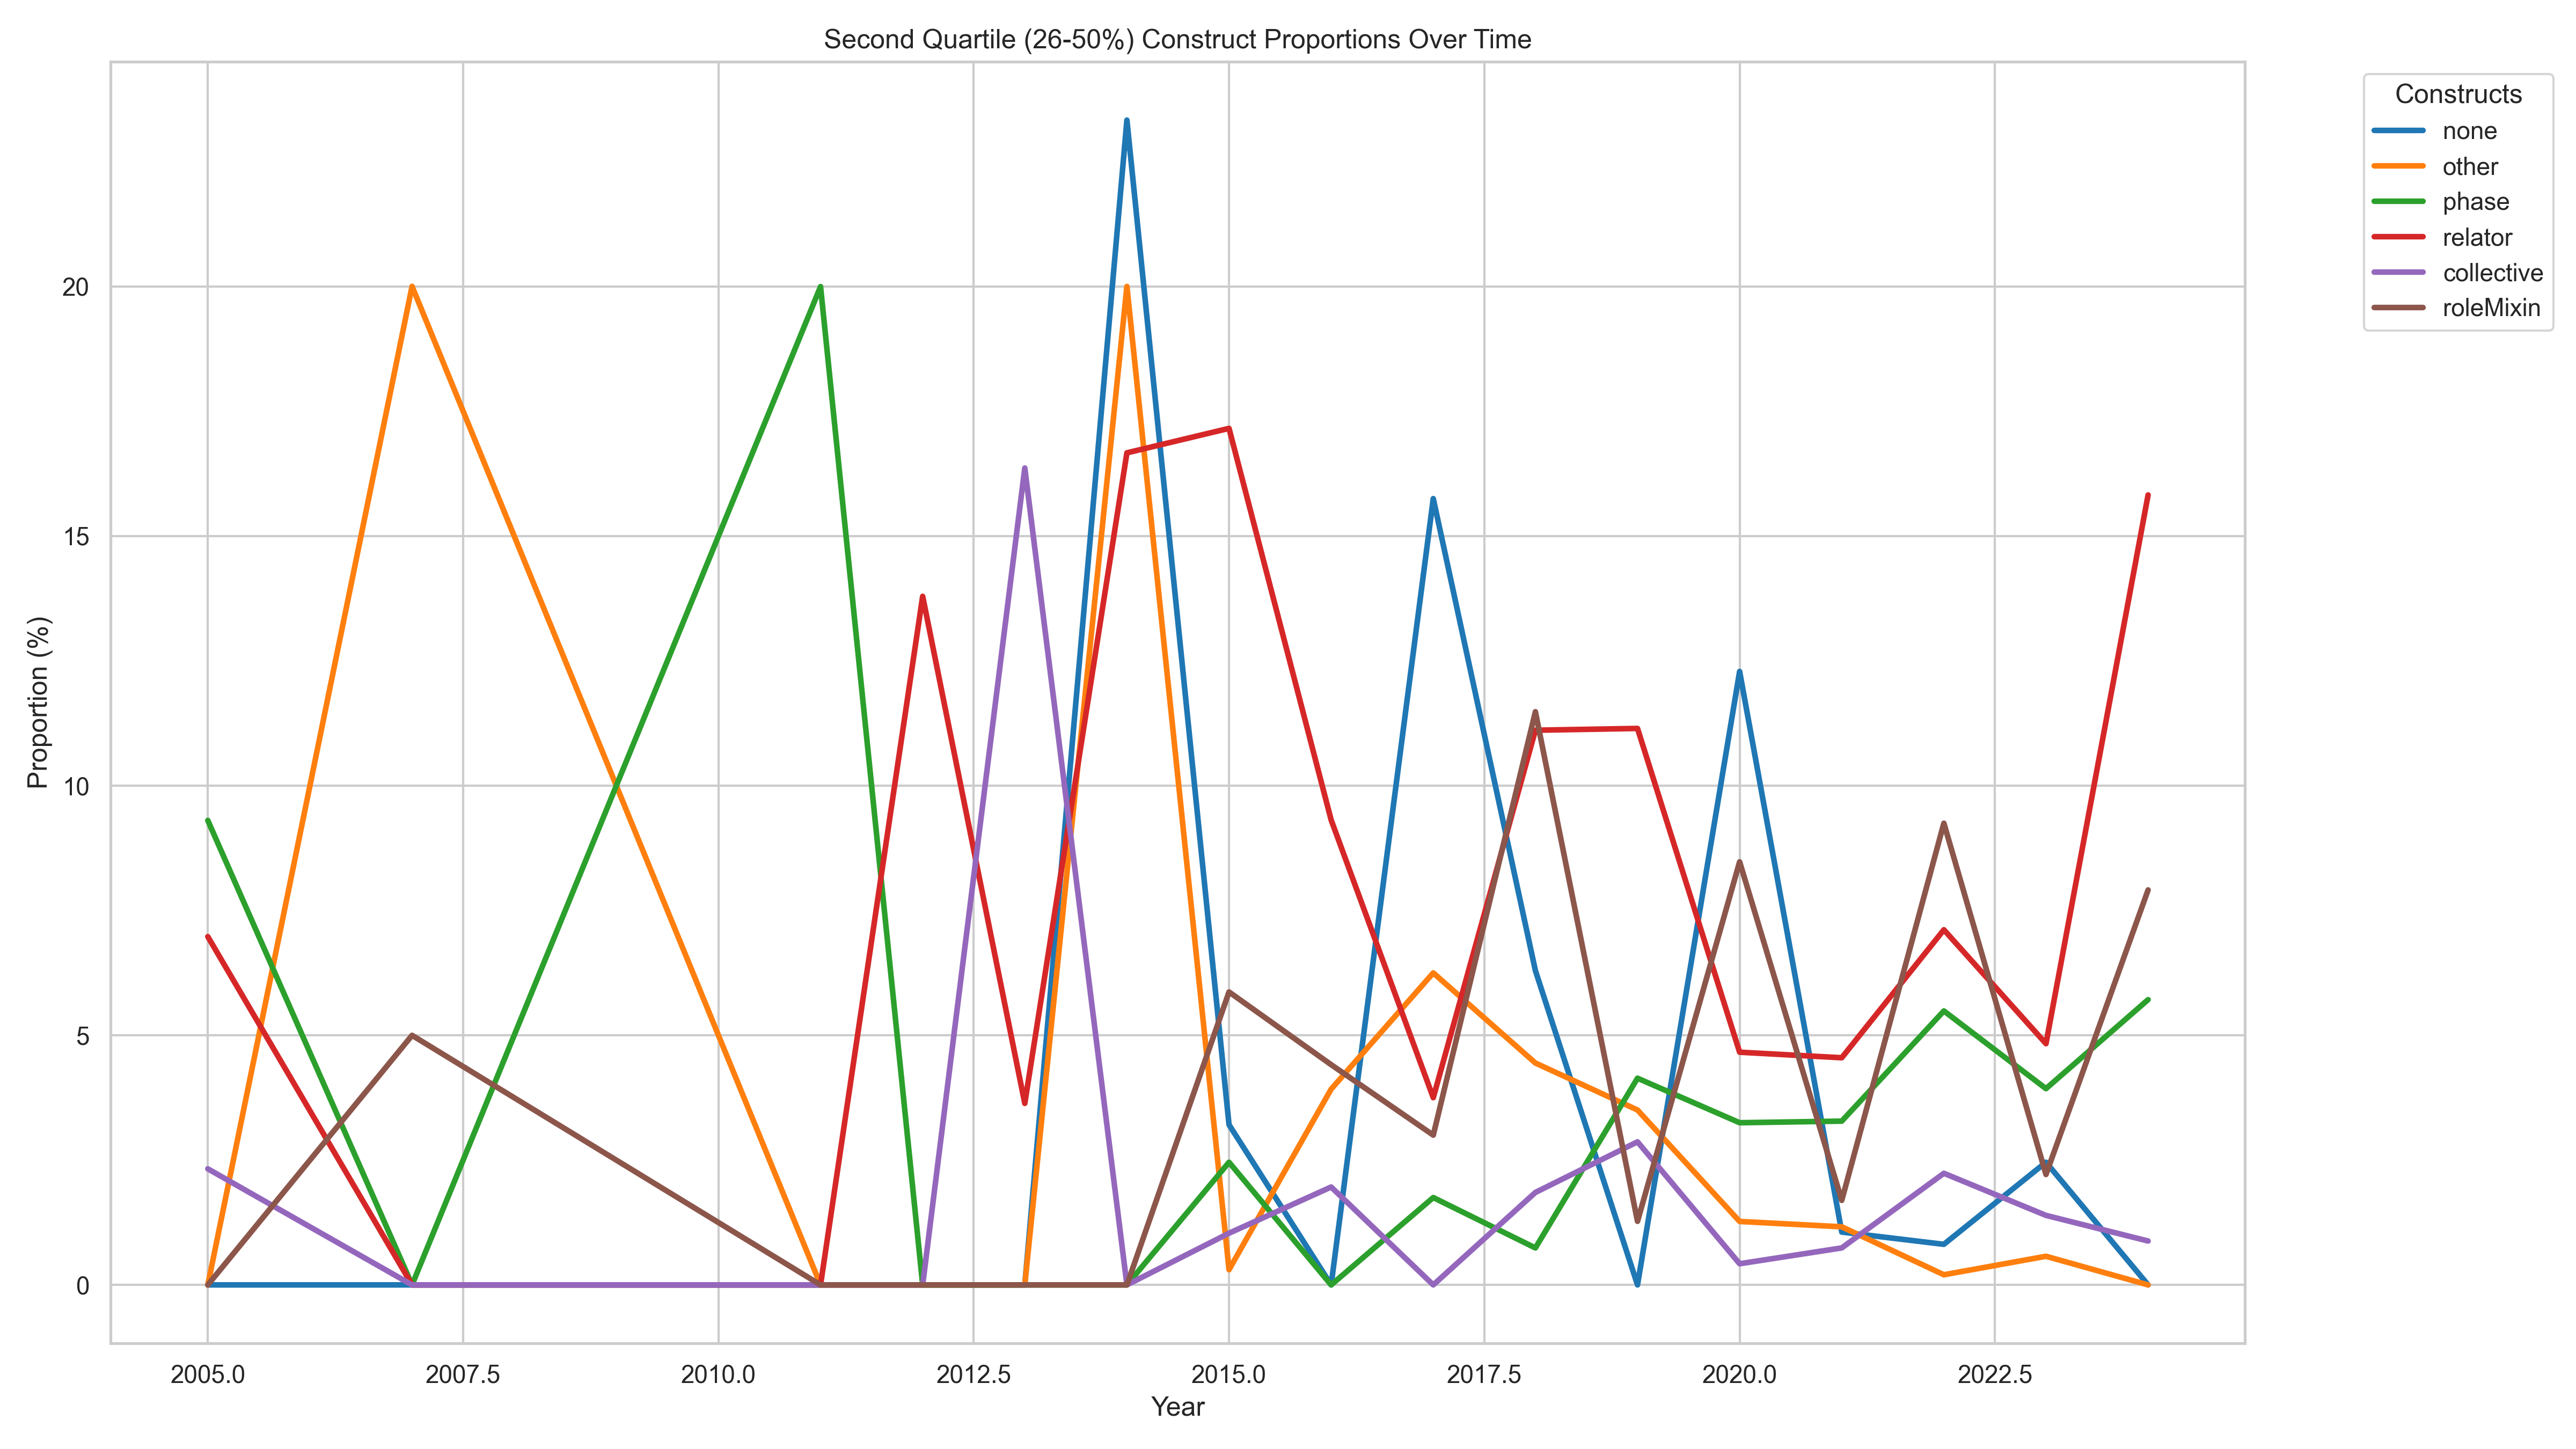 Second Quartile (26-50%) Construct Proportions Over Time
Constructs
none
other
phase
relator
collective
roleMixin
Proportion (%)
20
15
10
5
0
2005.0
2007.5
2010.0
2012.5
2015.0
2017.5
2020.0
2022.5
Year